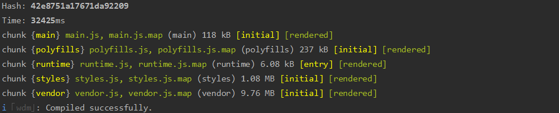 Hash: 42e8751a17671da92209
Time: 32425ms
chunk {main} main.js, main.js.map (main) 118 kB [initial] [rendered]
chunk {polyfills} polyfills.js, polyfills.js.map (polyfills) 237 kB [initial] [rendered]
chunk {runtime} runtime.js, runtime.js.map (runtime) 6.08 kB [entry] [rendered]
chunk {styles} styles.js, styles.js.map (styles) 1.08 MB [initial] [rendered]
chunk {vendor} vendor.js, vendor.js.map (vendor) 9.76 MB [initial] [rendered]
i 「wdm」: Compiled successfully.